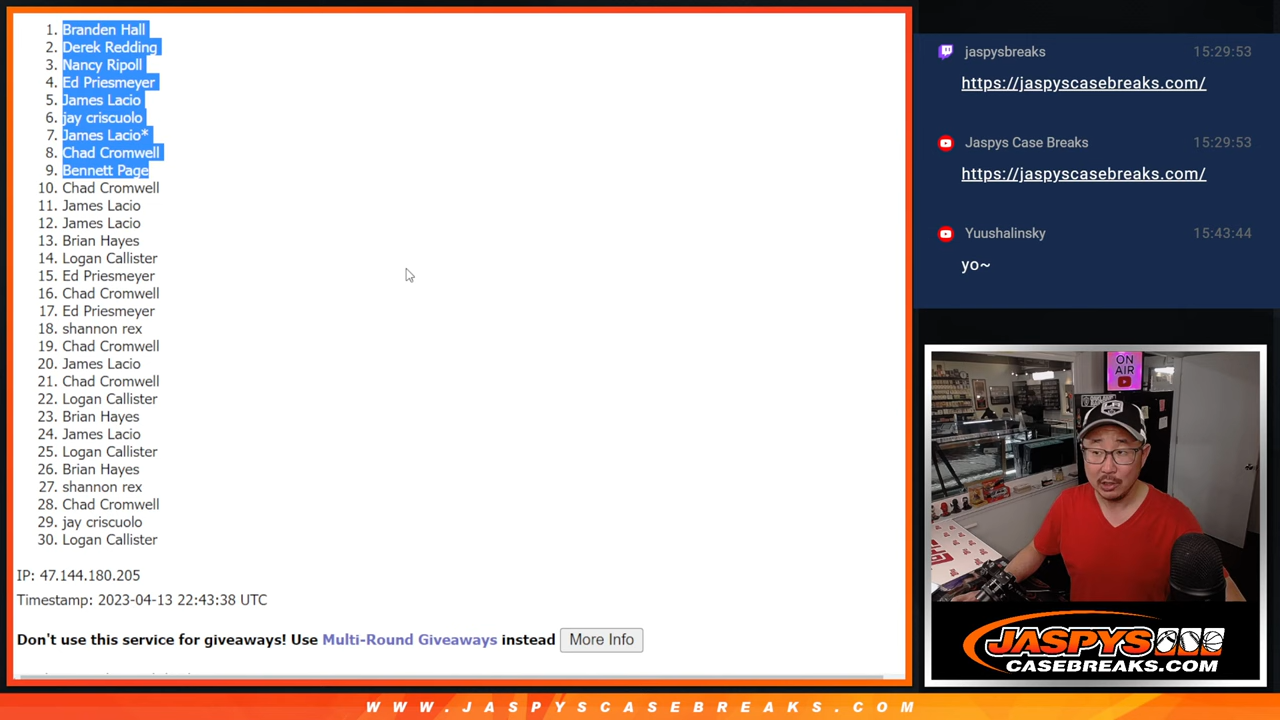 1. Branden Hall
2. Derek Redding
3. Nancy Ripoll
4. Ed Priesmeyer
5. James Lacio
6. jay criscuolo
7. James Lacio*
8. Chad Cromwell
9. Bennett Page
10. Chad Cromwell
11. James Lacio
12. James Lacio
13. Brian Hayes
14. Logan Callister
15. Ed Priesmeyer
16. Chad Cromwell
17. Ed Priesmeyer
18. shannon rex
19. Chad Cromwell
20. James Lacio
21. Chad Cromwell
22. Logan Callister
23. Brian Hayes
24. James Lacio
25. Logan Callister
26. Brian Hayes
27. shannon rex
28. Chad Cromwell
29. jay criscuolo
30. Logan Callister
IP: 47.144.180.205
Timestamp: 2023-04-13 22:43:38 UTC
Don't use this service for giveaways! Use Multi-Round Giveaways instead More Info
jaspysbreaks 15:29:53
https://jaspyscasebreaks.com/
Jaspys Case Breaks 15:29:53
https://jaspyscasebreaks.com/
Yuushalinsky 15:43:44
yo~
ON
AIR
JASPYS
CASEBREAKS.COM
WWW.JASPYSCASEBREAKS.COM